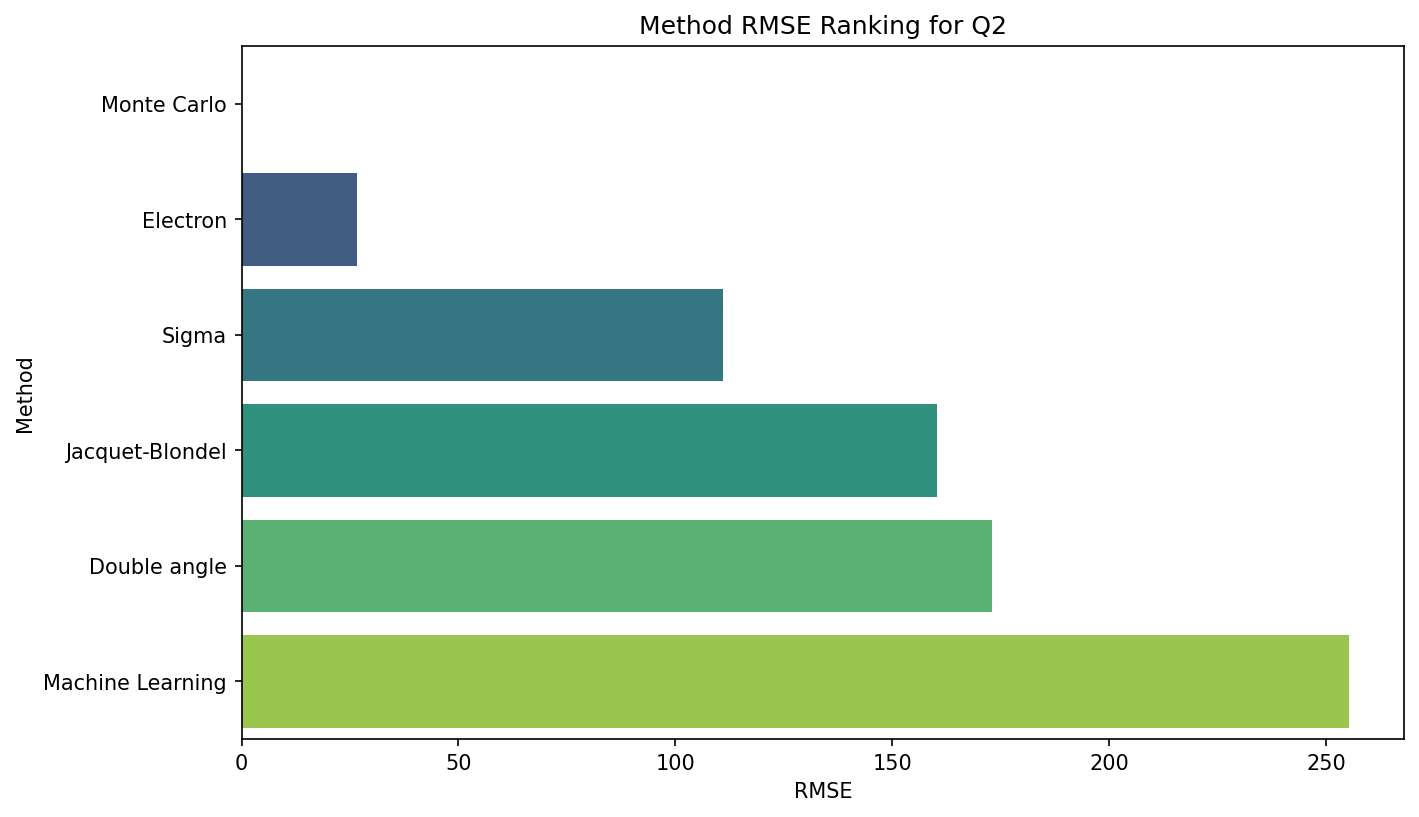 Method RMSE Ranking for Q2
Method
Monte Carlo
Electron
Sigma
Jacquet-Blondel
Double angle
Machine Learning
0 50 100 150 200 250
RMSE